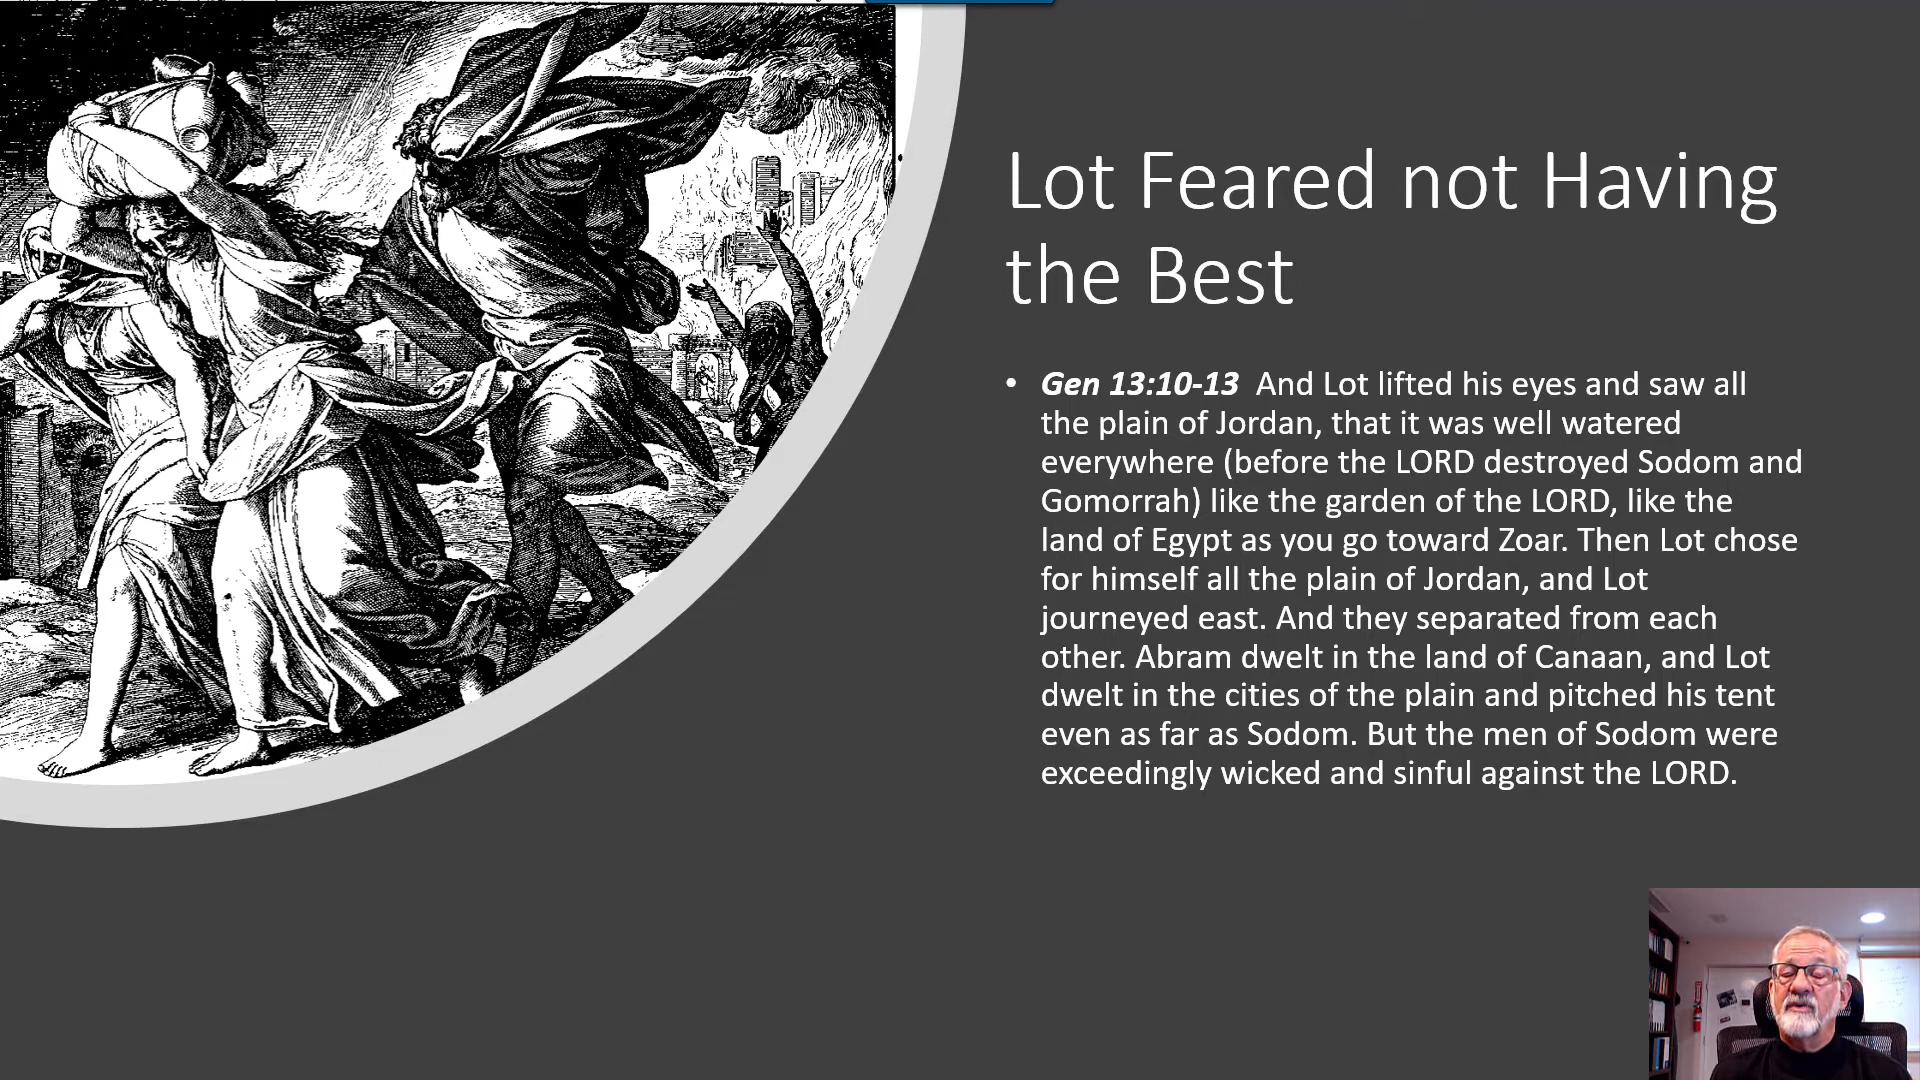 Lot Feared not Having
the Best
• Gen 13:10-13 And Lot lifted his eyes and saw all
the plain of Jordan, that it was well watered
everywhere (before the LORD destroyed Sodom and
Gomorrah) like the garden of the LORD, like the
land of Egypt as you go toward Zoar. Then Lot chose
for himself all the plain of Jordan, and Lot
journeyed east. And they separated from each
other. Abram dwelt in the land of Canaan, and Lot
dwelt in the cities of the plain and pitched his tent
even as far as Sodom. But the men of Sodom were
exceedingly wicked and sinful against the LORD.